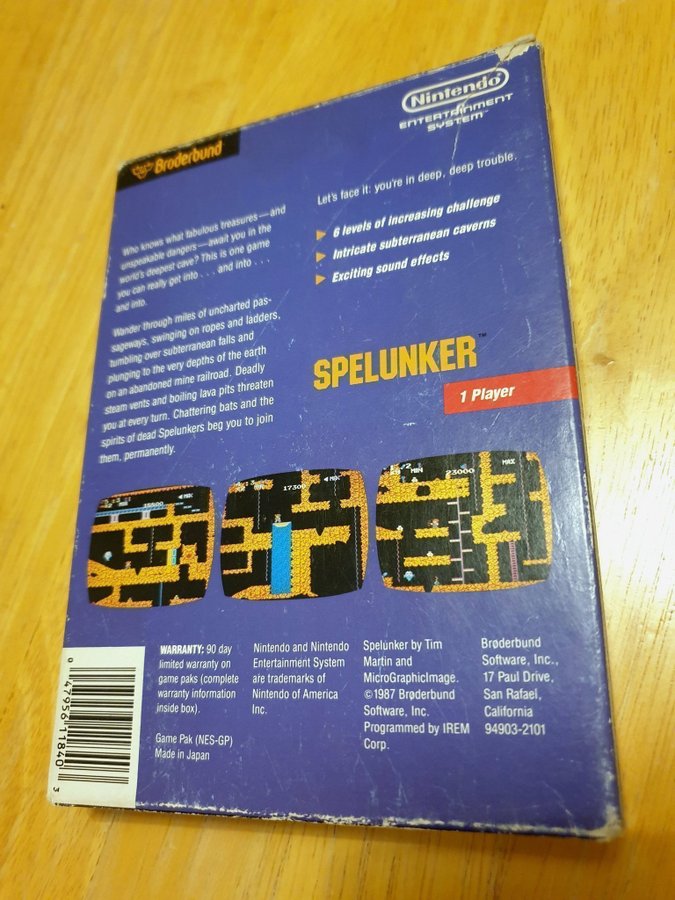 Brøderbund
Nintendo®
ENTERTAINMENT
SYSTEM™
Who knows what fabulous treasures—and
unspeakable dangers—await you in the
world's deepest cave? This is one game
you can really get into . . . and into . . .
and into.
Wander through miles of uncharted pas-
sageways, swinging on ropes and ladders,
tumbling over subterranean falls and
plunging to the very depths of the earth
on an abandoned mine railroad. Deadly
steam vents and boiling lava pits threaten
you at every turn. Chattering bats and the
spirits of dead Spelunkers beg you to join
them, permanently.
Let's face it: you're in deep, deep trouble.
6 levels of increasing challenge
Intricate subterranean caverns
Exciting sound effects
SPELUNKER™
1 Player
MIN
17300
MIN
23000
MAX
WARRANTY: 90 day
limited warranty on
game paks (complete
warranty information
inside box).
Game Pak (NES-GP)
Made in Japan
Nintendo and Nintendo
Entertainment System
are trademarks of
Nintendo of America
Inc.
Spelunker by Tim
Martin and
MicroGraphicImage.
©1987 Brøderbund
Software, Inc.
Programmed by IREM
Corp.
Brøderbund
Software, Inc.,
17 Paul Drive,
San Rafael,
California
94903-2101
0 47956 11840 3